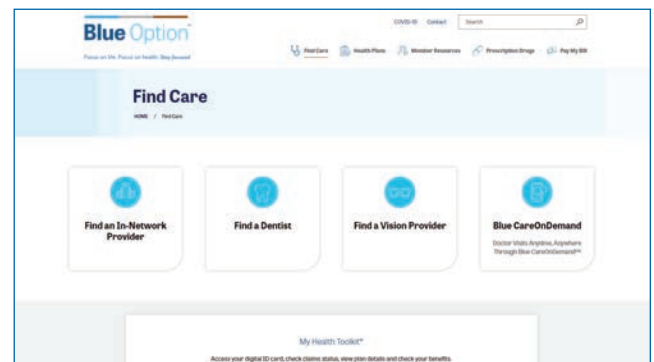 COVID-19 Contact Search
Blue Option
Focus on life. Focus on health. Stay focused.
Find Care Health Plans Member Resources Prescription Drugs Pay My Bill
Find Care
HOME / Find Care
Find an In-Network
Provider
Find a Dentist
Find a Vision Provider
Blue CareOnDemand
Doctor Visits Anytime, Anywhere
Through Blue CareOnDemand℠
My Health Toolkit®
Access your digital ID card, check claims status, view plan details and check your benefits.